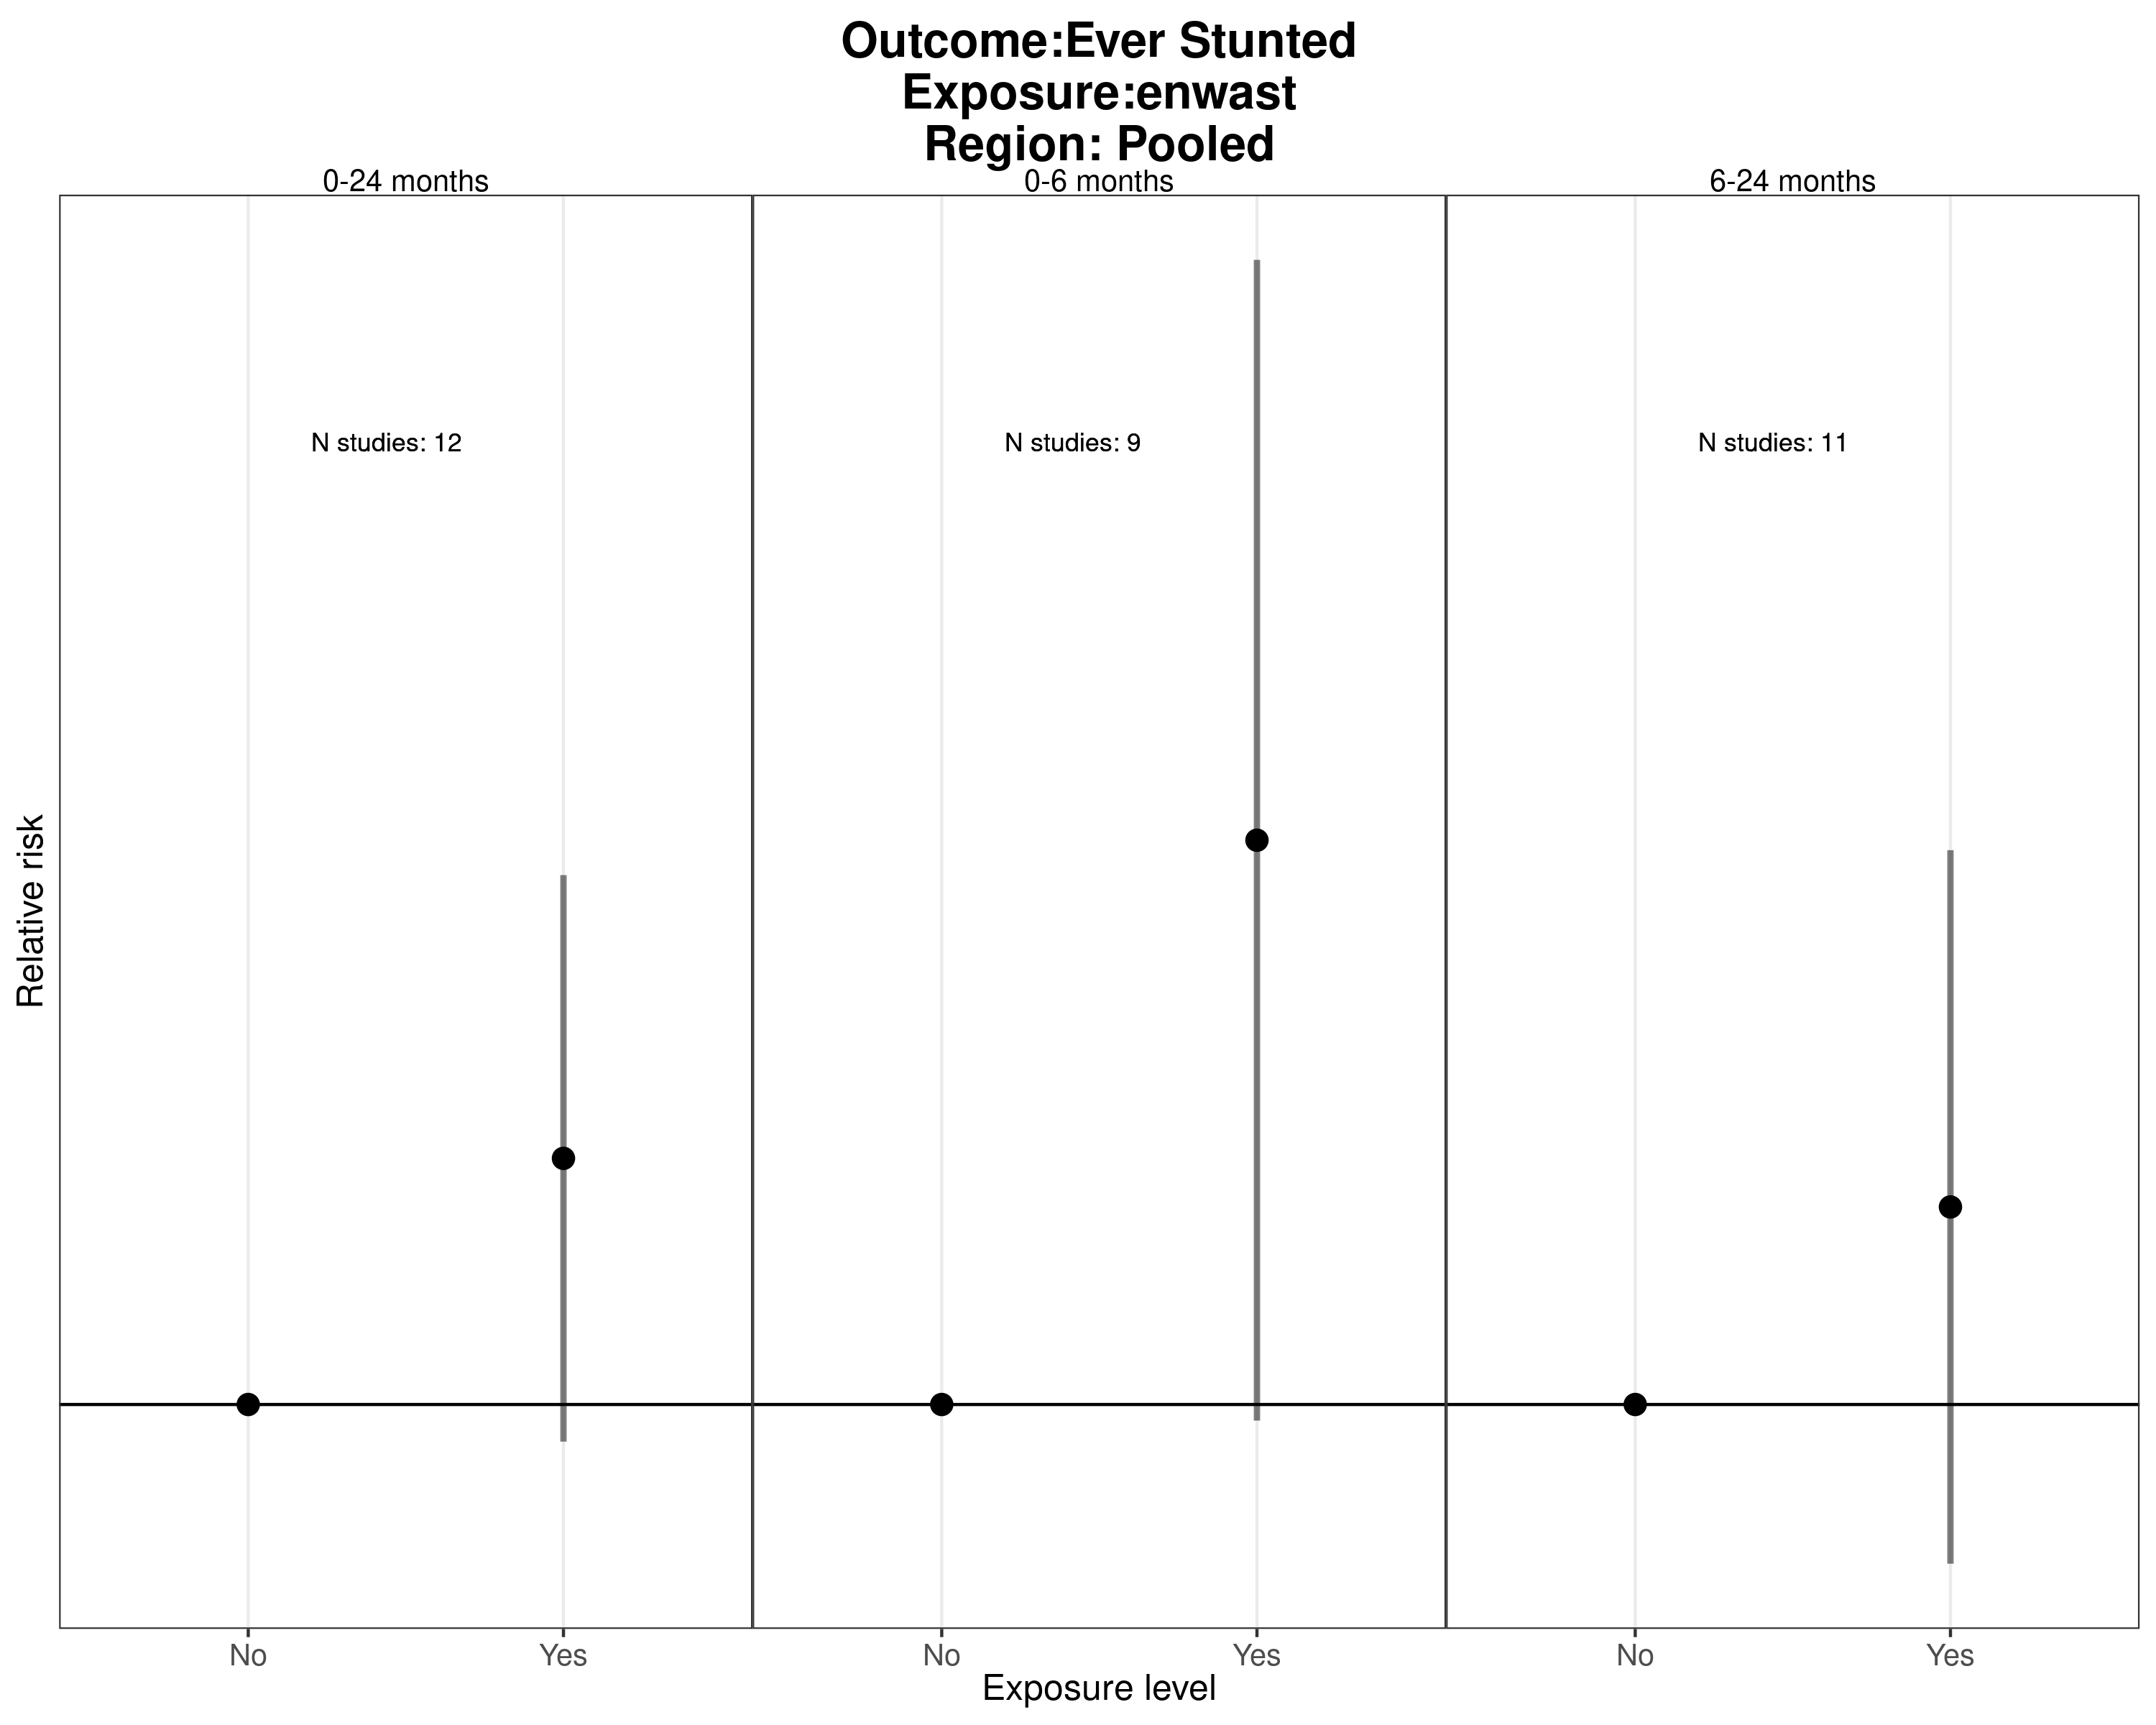 Outcome:Ever Stunted
Exposure:enwast
Region: Pooled
0-24 months
0-6 months
6-24 months
N studies: 12
N studies: 9
N studies: 11
Relative risk
No
Yes
No
Yes
No
Yes
Exposure level